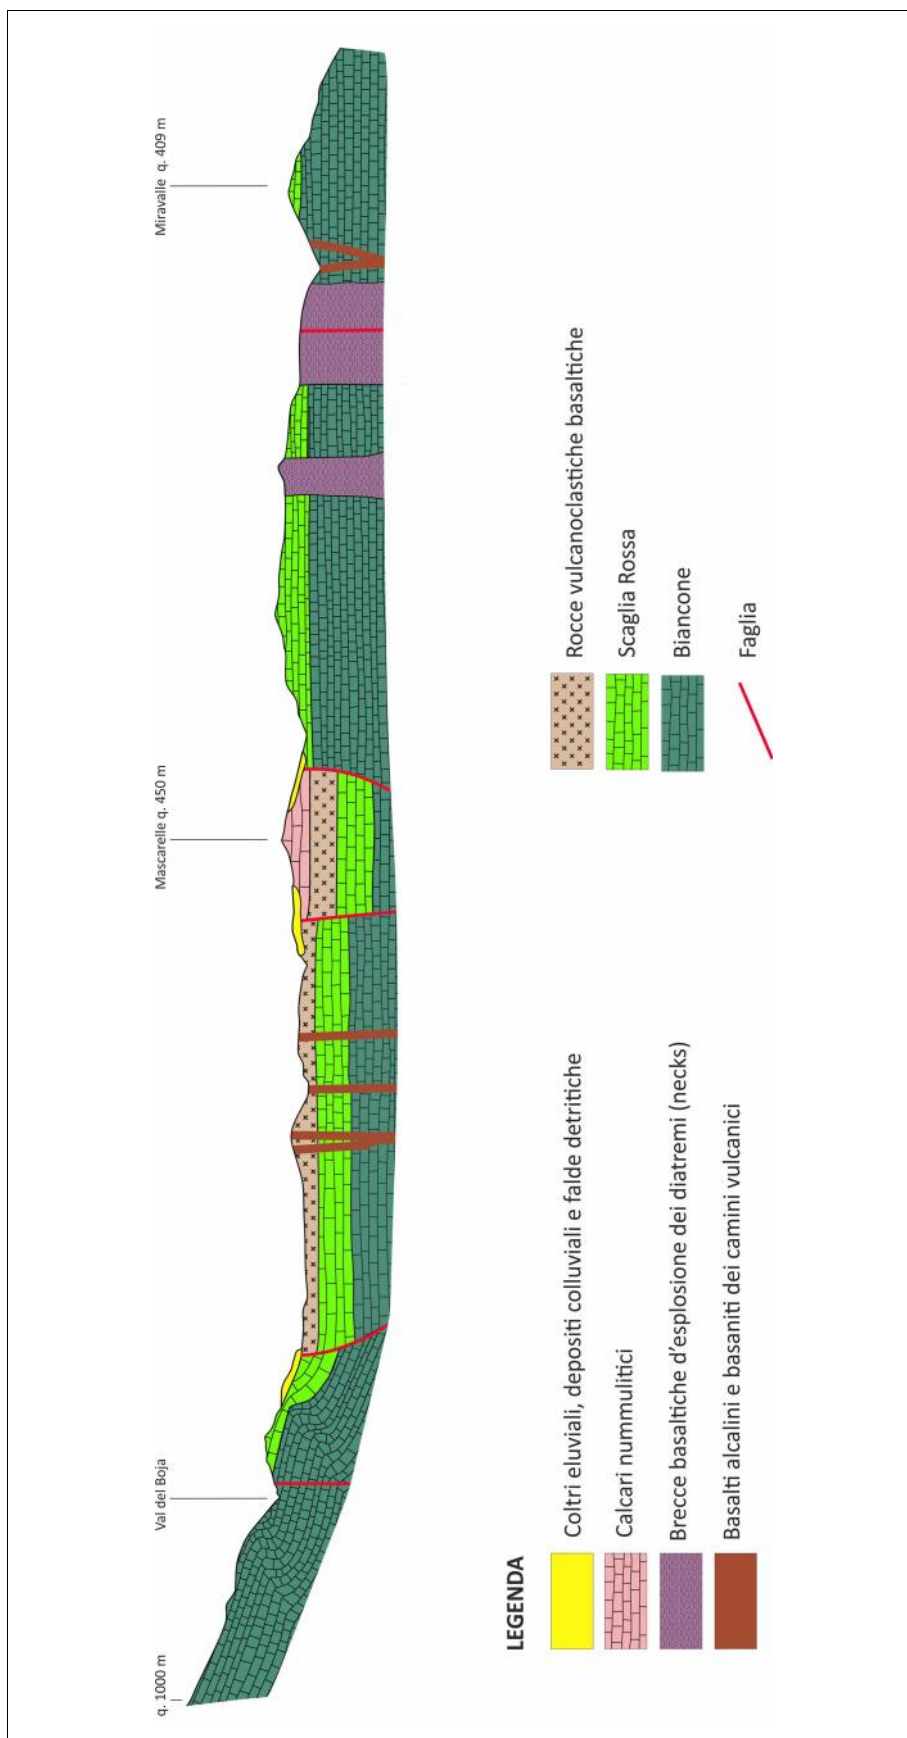 q. 1000 m
Val del Boja
Mascarelle q. 450 m
Miravalle q. 409 m
LEGENDA
Coltri eluviali, depositi colluviali e falde detritiche
Calcari nummulitici
Brecce basaltiche d'esplosione dei diatremi (necks)
Basalti alcalini e basaniti dei camini vulcanici
Rocce vulcanoclastiche basaltiche
Scaglia Rossa
Biancone
Faglia